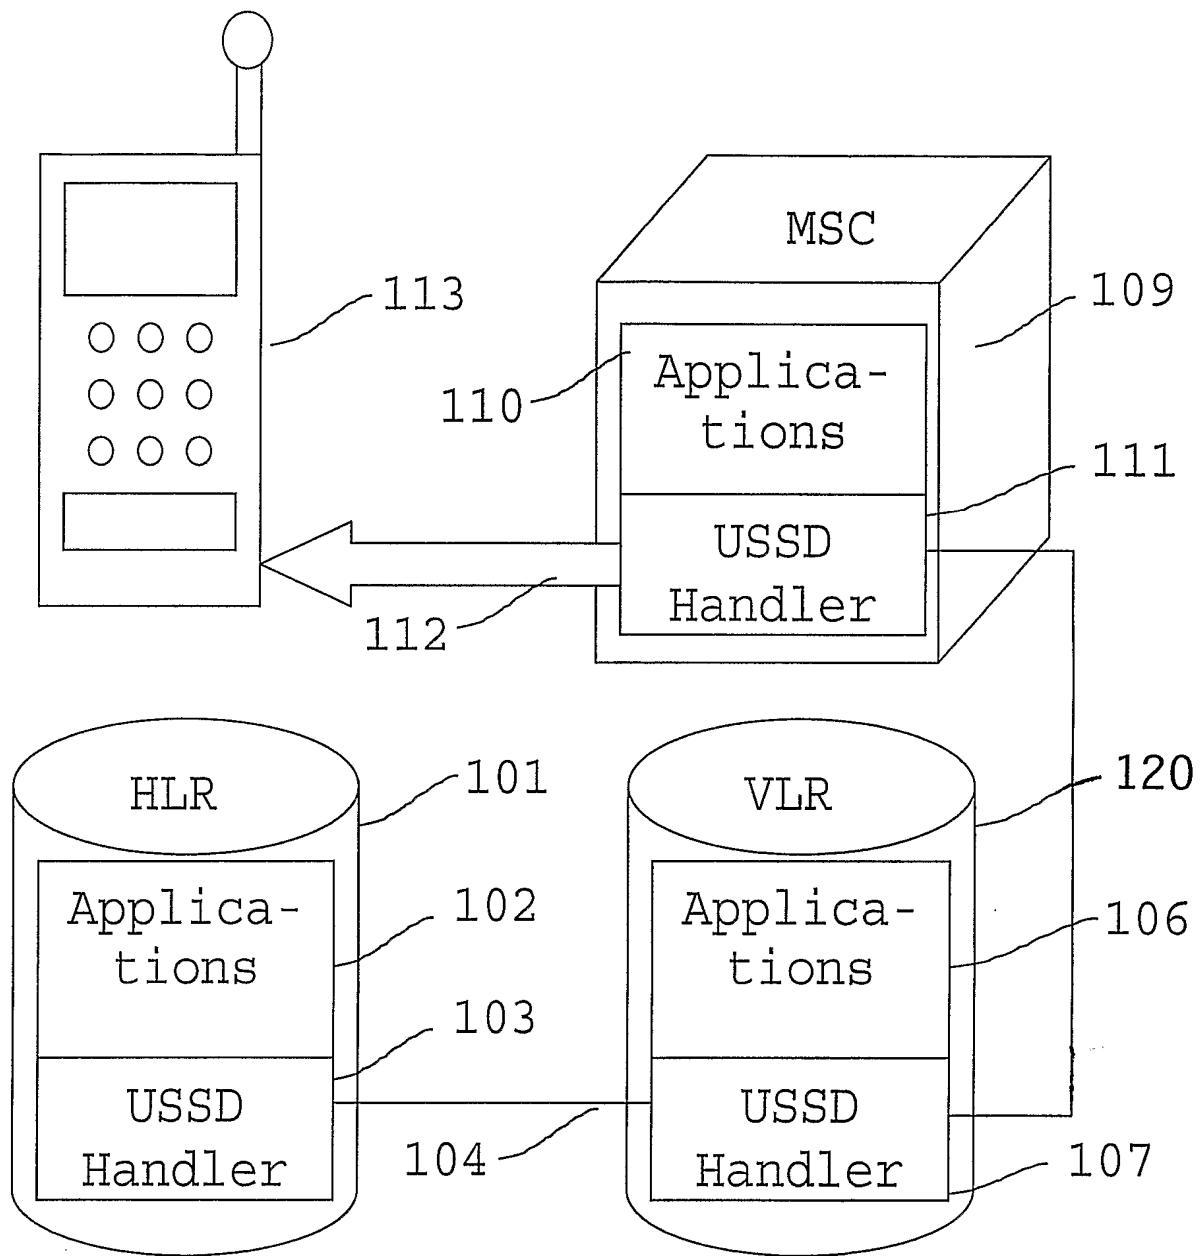 MSC
113
109
110
Applica-
tions
111
USSD
Handler
112
HLR
101
VLR
120
Applica-
tions
102
Applica-
tions
106
103
USSD
Handler
104
USSD
Handler
107